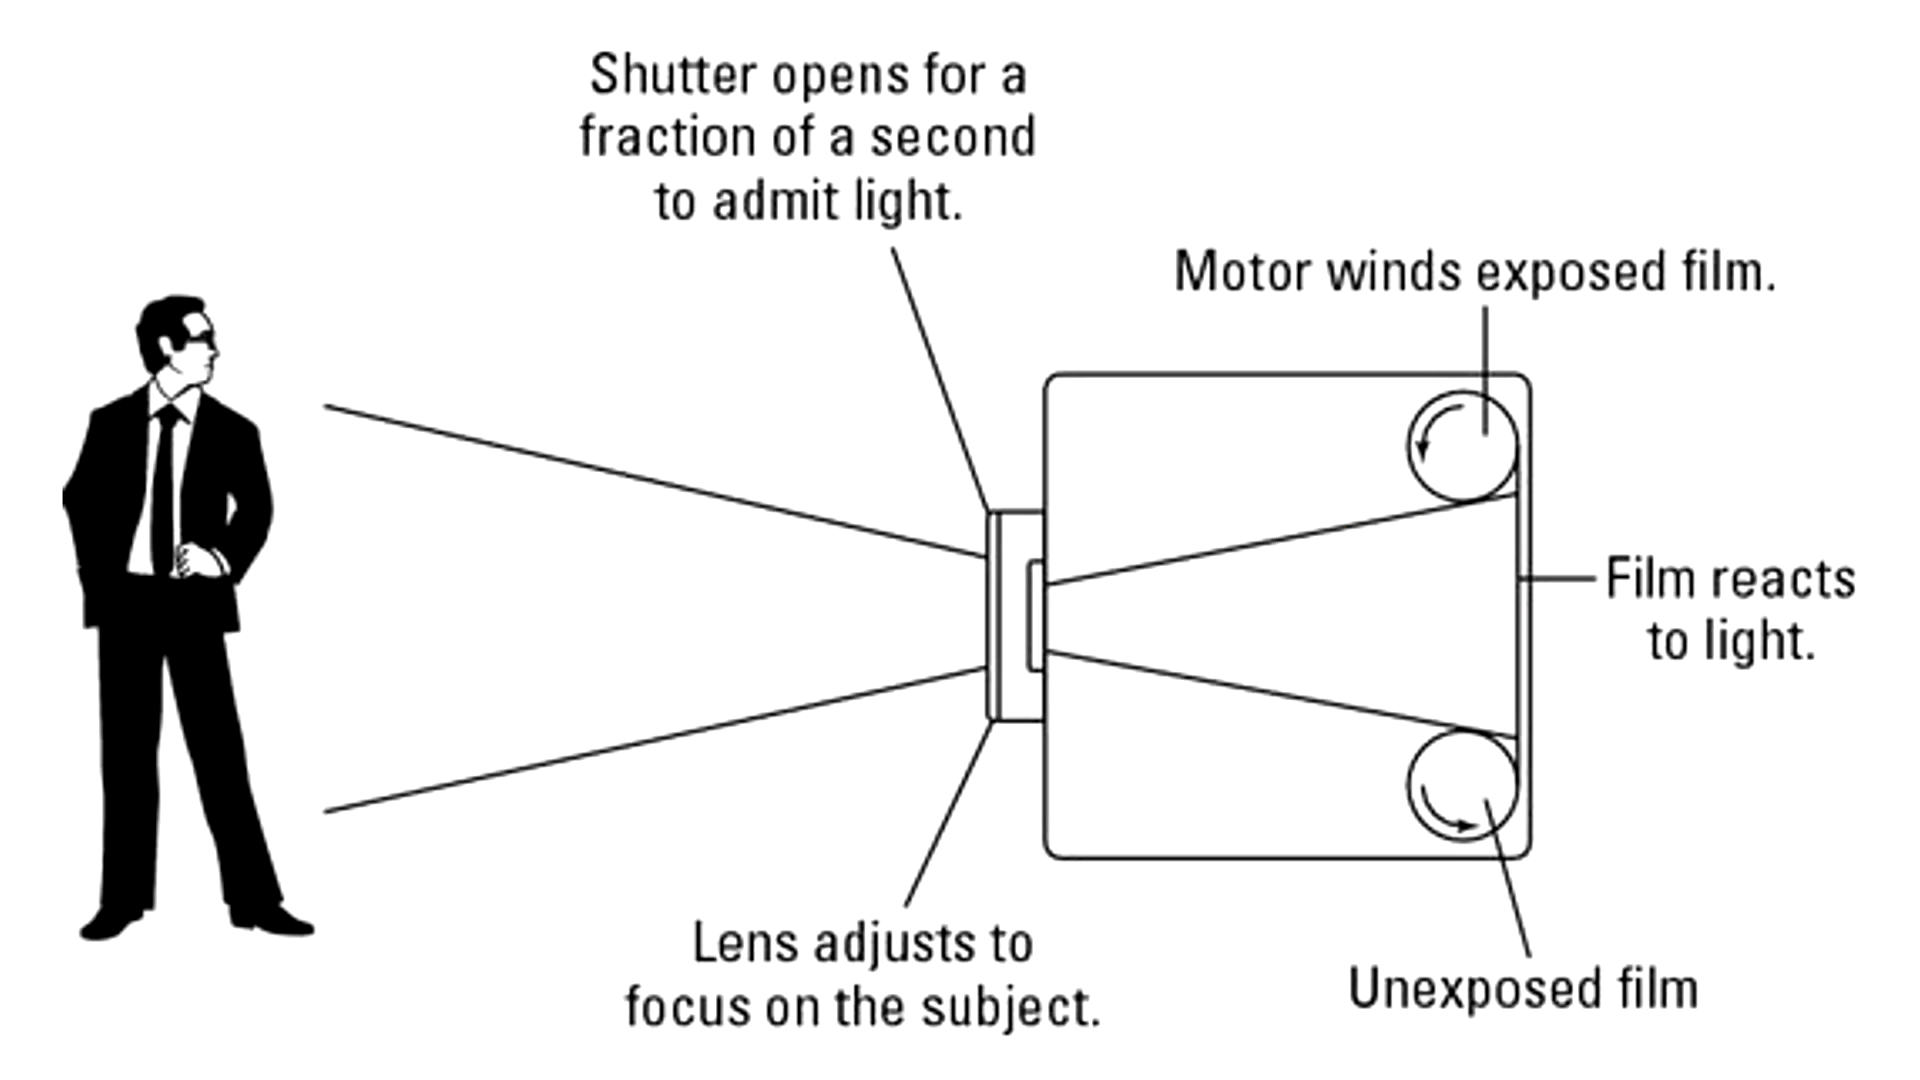 Shutter opens for a
fraction of a second
to admit light.
Motor winds exposed film.
Film reacts
to light.
Lens adjusts to
focus on the subject.
Unexposed film